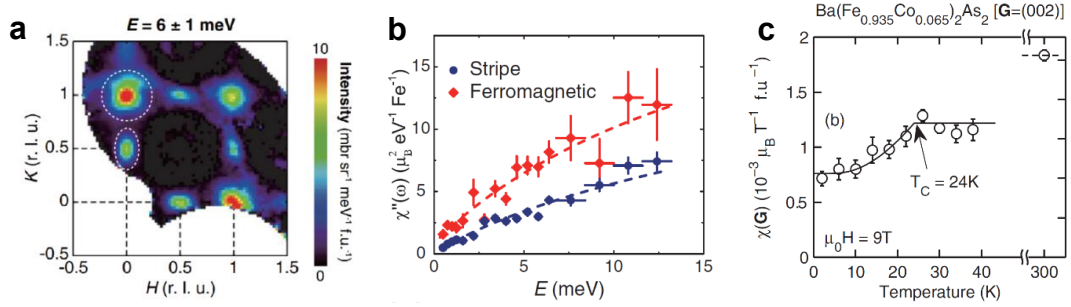 a
E = 6 ± 1 meV
1.5
1
0.5
0
-0.5
K (r. l. u.)
-0.5
0
0.5
1
1.5
H (r. l. u.)
10
0
Intensity (mbr sr⁻¹ meV⁻¹ f.u.⁻¹)
b
Stripe
Ferromagnetic
15
10
5
0
χ''(ω) (μ²_B eV⁻¹ Fe⁻¹)
0
5
10
15
E (meV)
Ba(Fe₀.₉₃₅Co₀.₀₆₅)₂As₂ [G=(002)]
c
2
1.5
1
0.5
0
χ(G) (10⁻³ μ_B T⁻¹ f.u⁻¹)
(b)
T_C = 24K
μ₀H = 9T
0
10
20
30
40
300
Temperature (K)